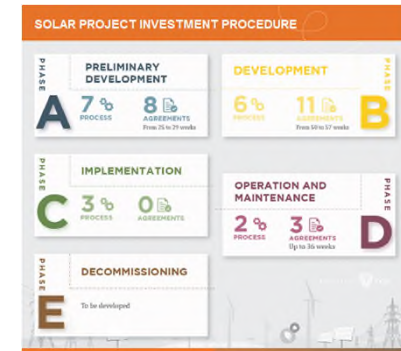 SOLAR PROJECT INVESTMENT PROCEDURE
PHASE
A
PRELIMINARY
DEVELOPMENT
7
PROCESS
8
AGREEMENTS
From 25 to 29 weeks
DEVELOPMENT
6
PROCESS
11
AGREEMENTS
From 50 to 57 weeks
PHASE
B
PHASE
C
IMPLEMENTATION
3
PROCESS
0
AGREEMENTS
OPERATION AND
MAINTENANCE
2
PROCESS
3
AGREEMENTS
Up to 36 weeks
PHASE
D
PHASE
E
DECOMMISSIONING
To be developed